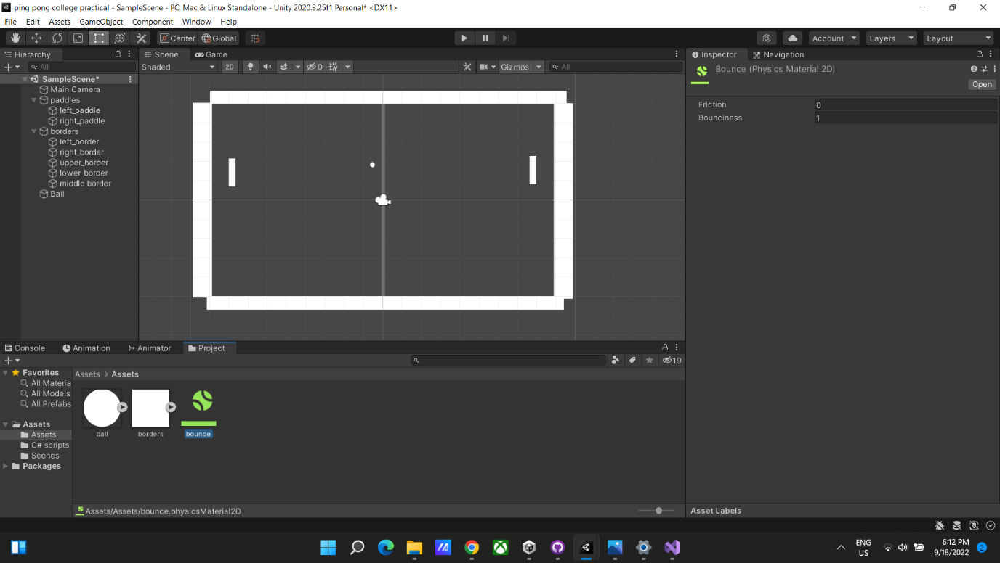 ping pong college practical - SampleScene - PC, Mac & Linux Standalone - Unity 2020.3.25f1 Personal* <DX11>
File Edit Assets GameObject Component Window Help
Center Global Account Layers Layout
Hierarchy
All
SampleScene*
Main Camera
paddles
left_paddle
right_paddle
borders
left_border
right_border
upper_border
lower_border
middle border
Ball
Scene Game
Shaded 2D 0 Gizmos All
Inspector Navigation
Bounce (Physics Material 2D)
Open
Friction 0
Bounciness 1
Console Animation Animator Project
19
Favorites
All Materia
All Models
All Prefabs
Assets
Assets
C# scripts
Scenes
Packages
Assets > Assets
ball borders bounce
Assets/Assets/bounce.physicsMaterial2D
Asset Labels
ENG
US
6:12 PM
9/18/2022
2